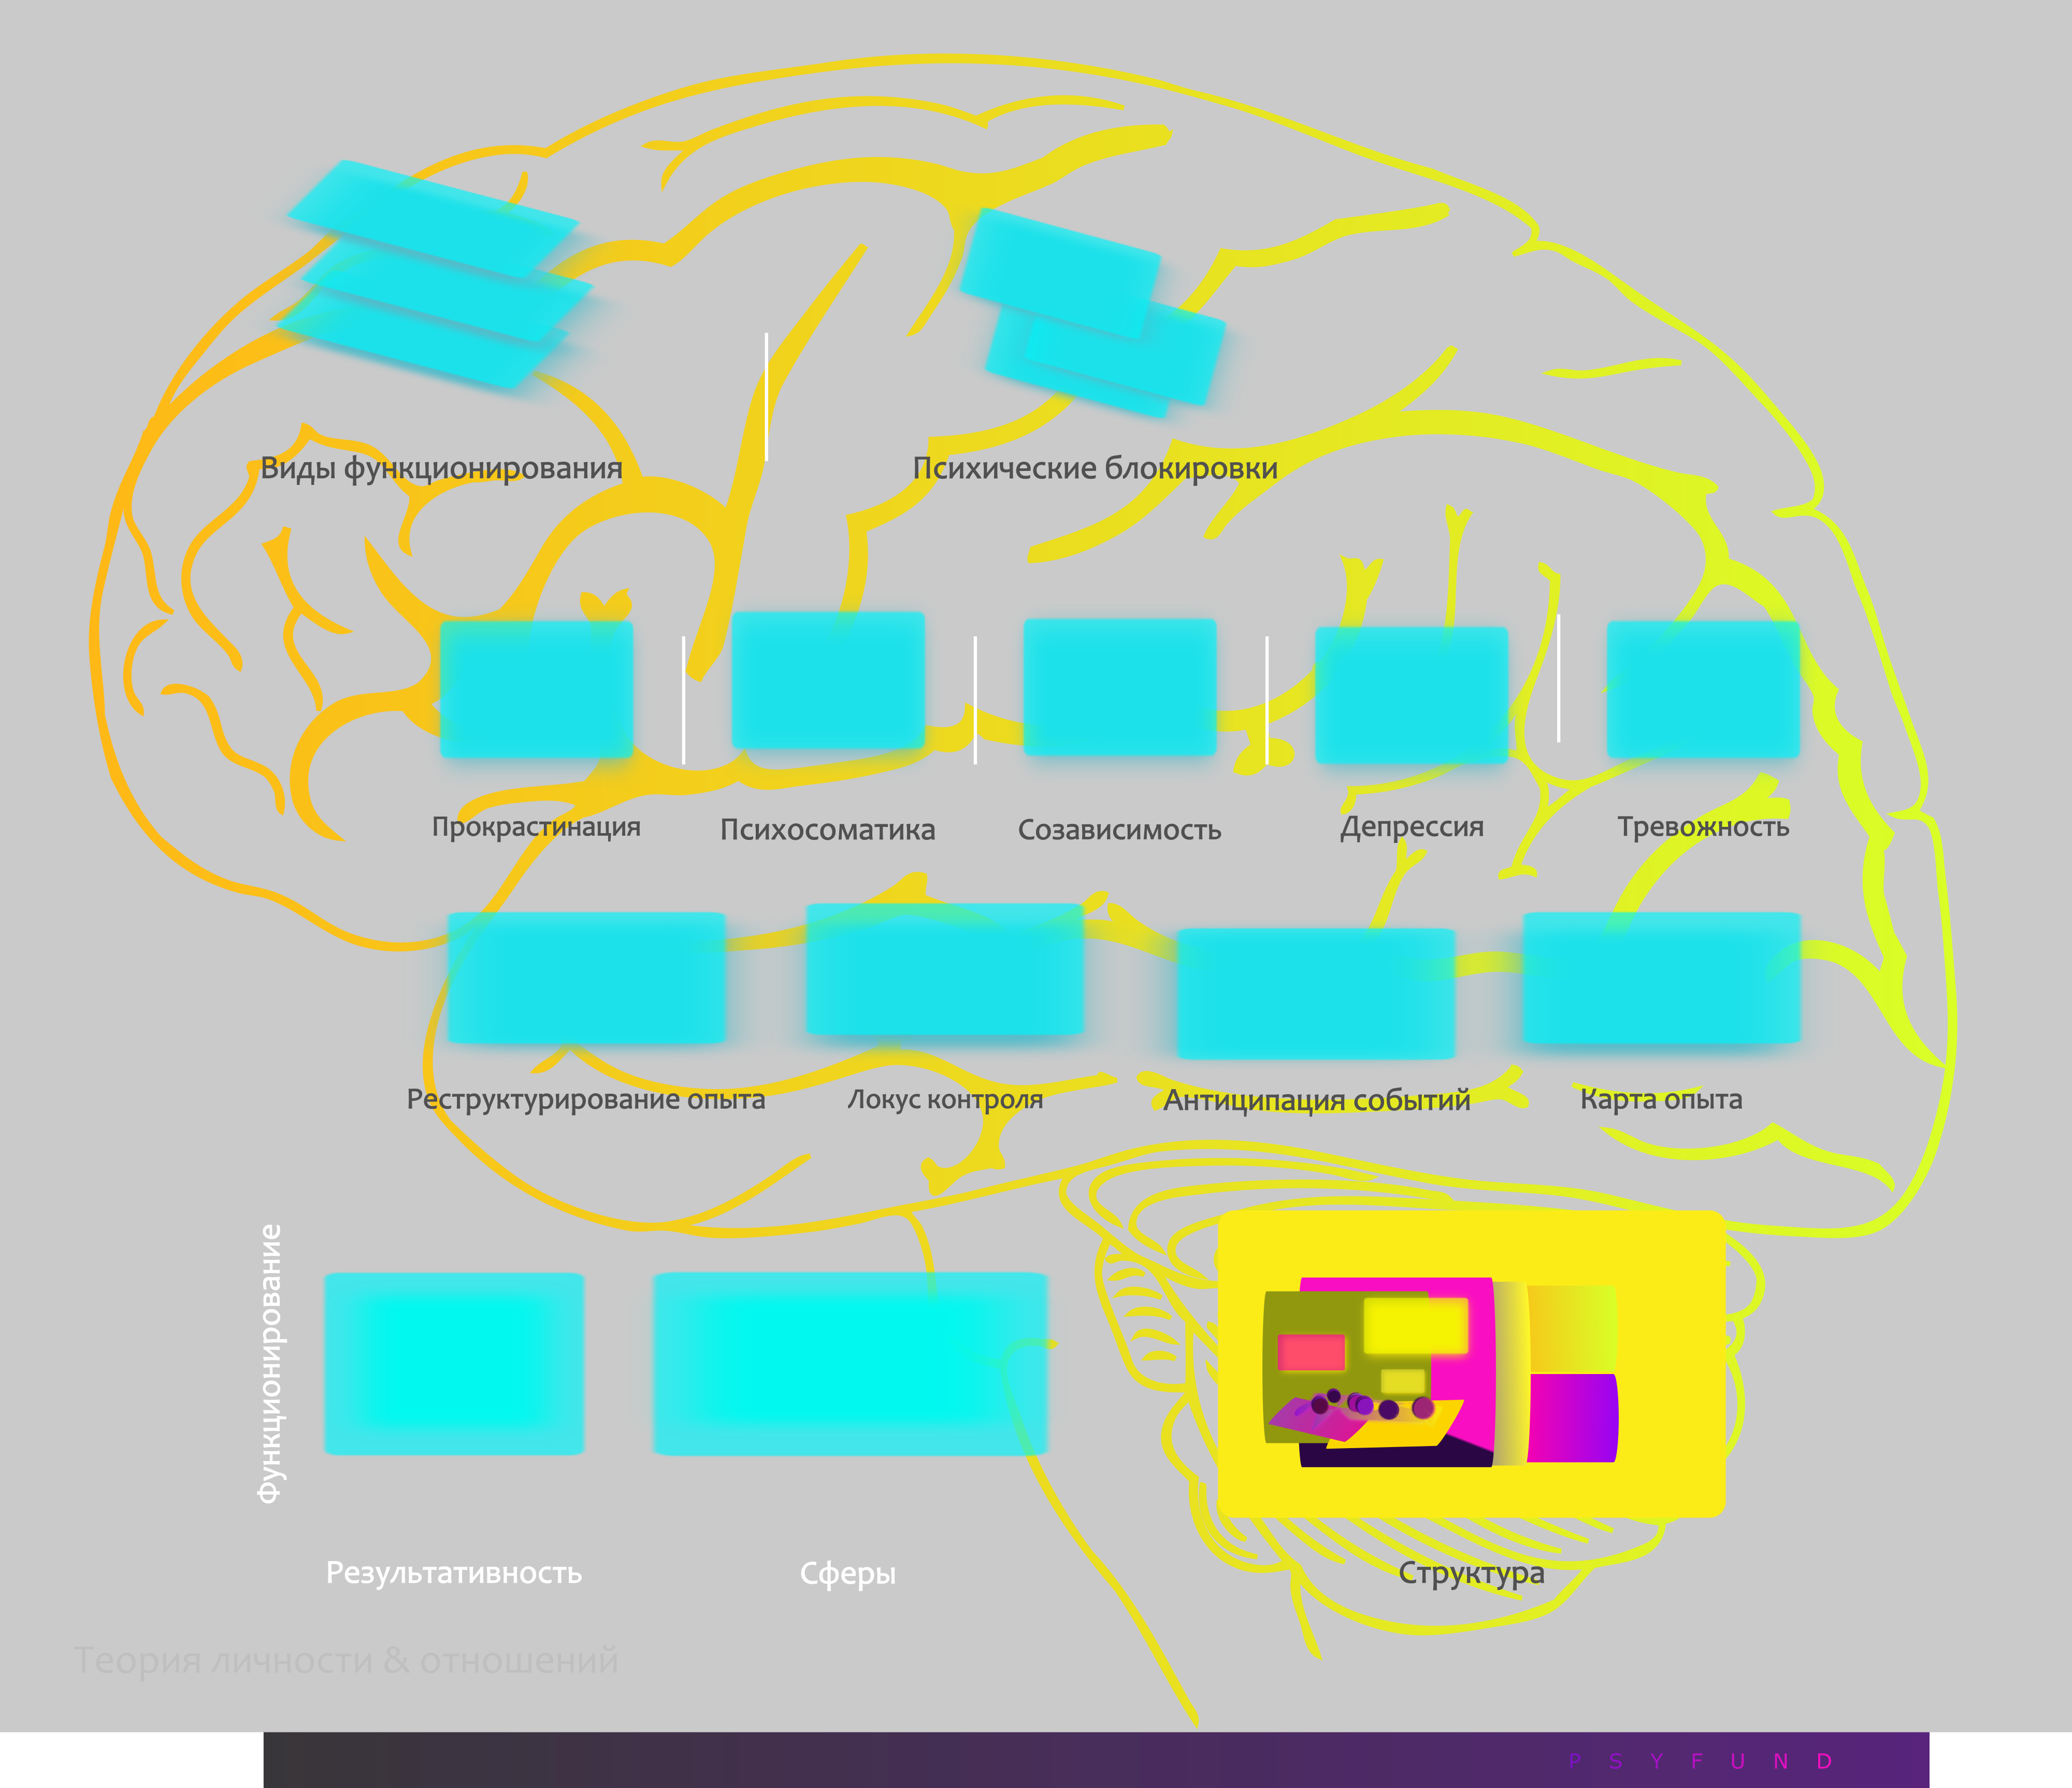 Виды функционирования
Психические блокировки
Прокрастинация
Психосоматика
Созависимость
Депрессия
Тревожность
Реструктурирование опыта
Локус контроля
Антиципация событий
Карта опыта
Функционирование
Результативность
Сферы
Структура
Теория личности & отношений
PSYFUND